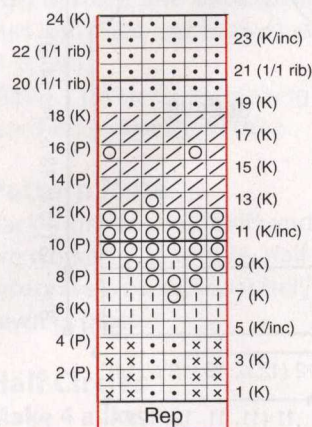 24 (K)
23 (K/inc)
22 (1/1 rib)
21 (1/1 rib)
20 (1/1 rib)
19 (K)
18 (K)
17 (K)
16 (P)
15 (K)
14 (P)
13 (K)
12 (K)
11 (K/inc)
10 (P)
9 (K)
8 (P)
7 (K)
6 (K)
5 (K/inc)
4 (P)
3 (K)
2 (P)
1 (K)
Rep